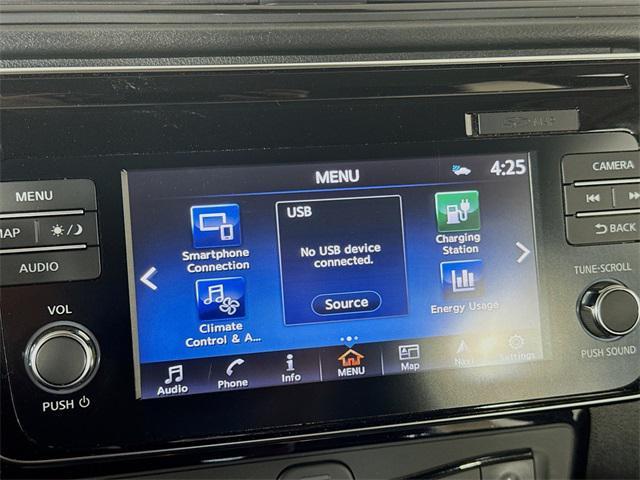 MENU
4:25
CAMERA
MENU
MAP
BACK
AUDIO
USB
No USB device
connected.
Source
Smartphone
Connection
Charging
Station
Climate
Control & A...
Energy Usage
TUNE·SCROLL
PUSH SOUND
VOL
PUSH
Audio
Phone
Info
MENU
Map
Navi
Settings